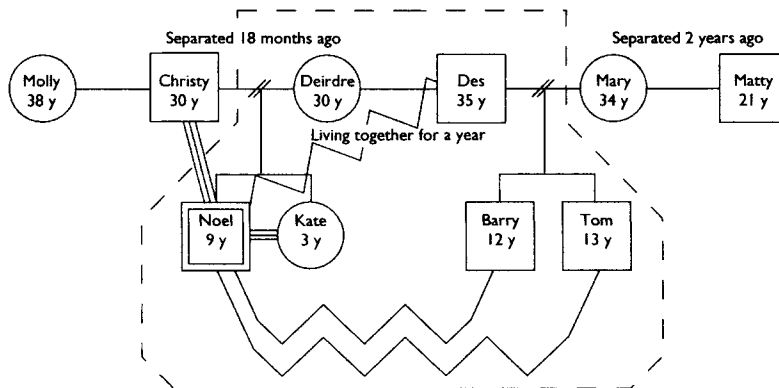 Separated 18 months ago
Separated 2 years ago
Molly
38 y
Christy
30 y
Deirdre
30 y
Des
35 y
Mary
34 y
Matty
21 y
Living together for a year
Noel
9 y
Kate
3 y
Barry
12 y
Tom
13 y